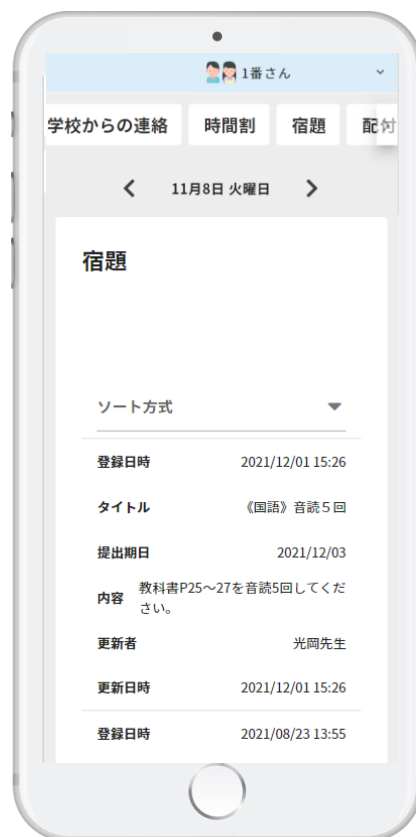 1番さん
学校からの連絡 時間割 宿題 配付
11月8日 火曜日
宿題
ソート方式
登録日時 2021/12/01 15:26
タイトル 《国語》音読５回
提出期日 2021/12/03
内容 教科書P25～27を音読5回してくだ
さい。
更新者 光岡先生
更新日時 2021/12/01 15:26
登録日時 2021/08/23 13:55